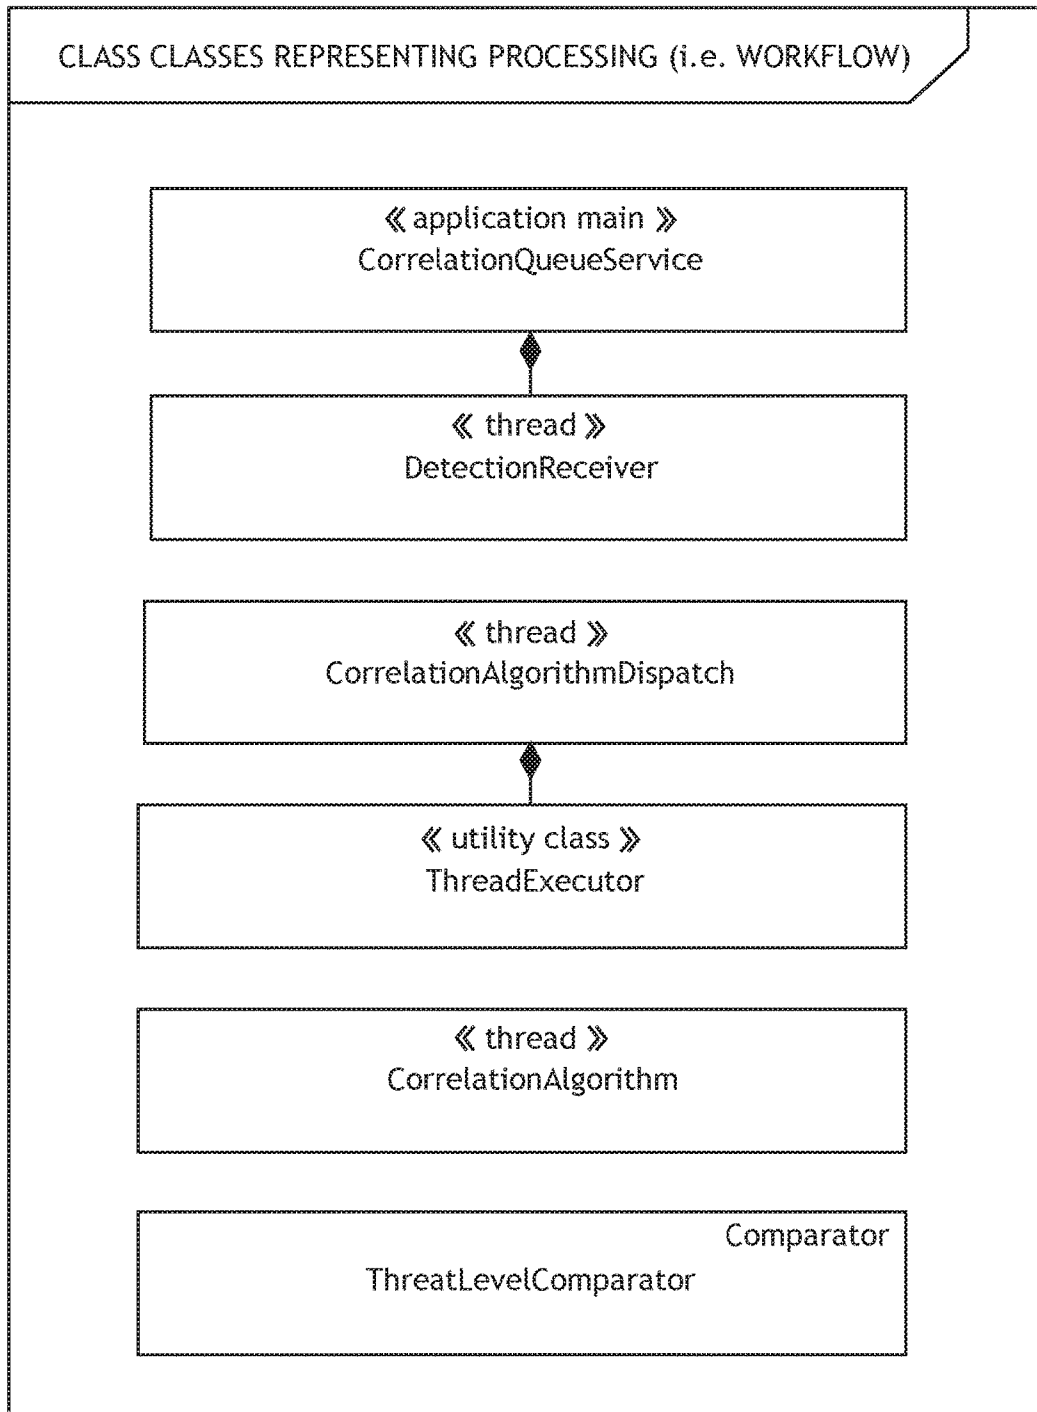 CLASS CLASSES REPRESENTING PROCESSING (i.e. WORKFLOW)
« application main »
CorrelationQueueService
« thread »
DetectionReceiver
« thread »
CorrelationAlgorithmDispatch
« utility class »
ThreadExecutor
« thread »
CorrelationAlgorithm
Comparator
ThreatLevelComparator